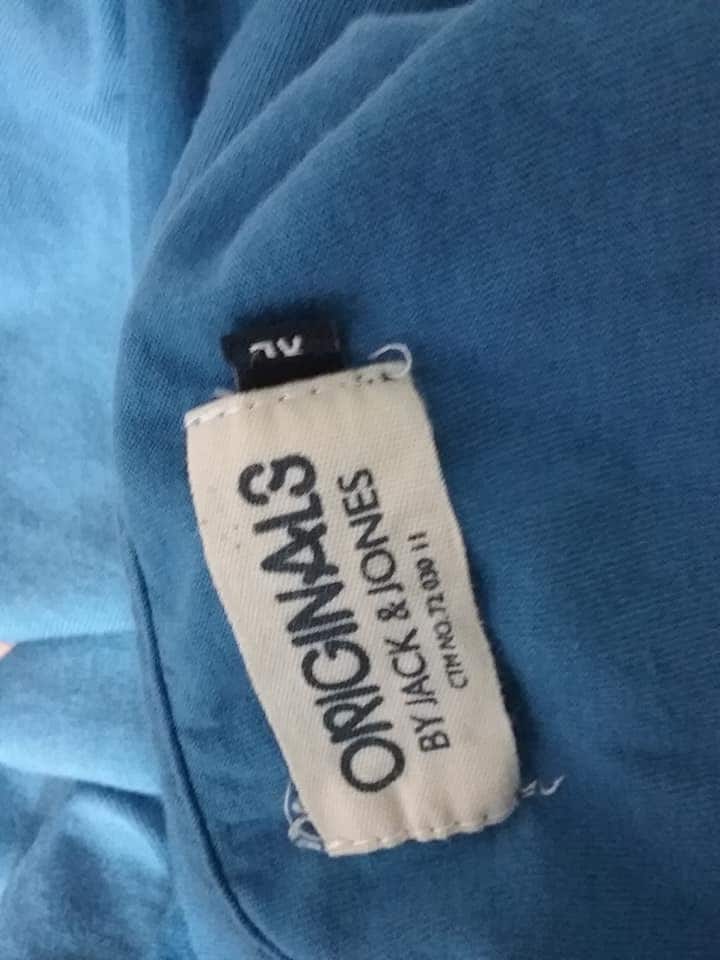 XL
ORIGINALS
BY JACK & JONES
CTM NO.72 030 11